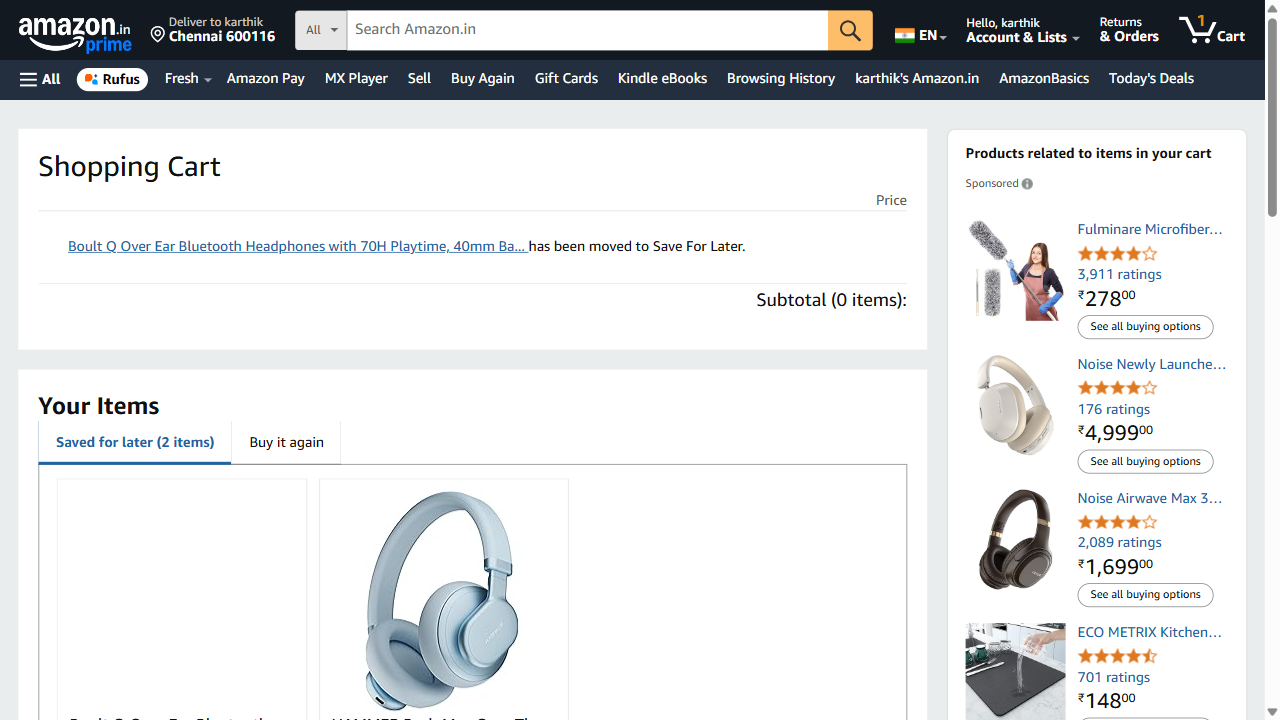 amazon.in
prime
Deliver to karthik
Chennai 600116
All
Search Amazon.in
EN
Hello, karthik
Account & Lists
Returns
& Orders
1
Cart
All
Rufus
Fresh
Amazon Pay
MX Player
Sell
Buy Again
Gift Cards
Kindle eBooks
Browsing History
karthik's Amazon.in
AmazonBasics
Today's Deals
Shopping Cart
Price
Boult Q Over Ear Bluetooth Headphones with 70H Playtime, 40mm Ba... has been moved to Save For Later.
Subtotal (0 items):
Your Items
Saved for later (2 items)
Buy it again
Products related to items in your cart
Sponsored
Fulminare Microfiber...
3,911 ratings
₹27800
See all buying options
Noise Newly Launche...
176 ratings
₹4,99900
See all buying options
Noise Airwave Max 3...
2,089 ratings
₹1,69900
See all buying options
ECO METRIX Kitchen...
701 ratings
₹14800